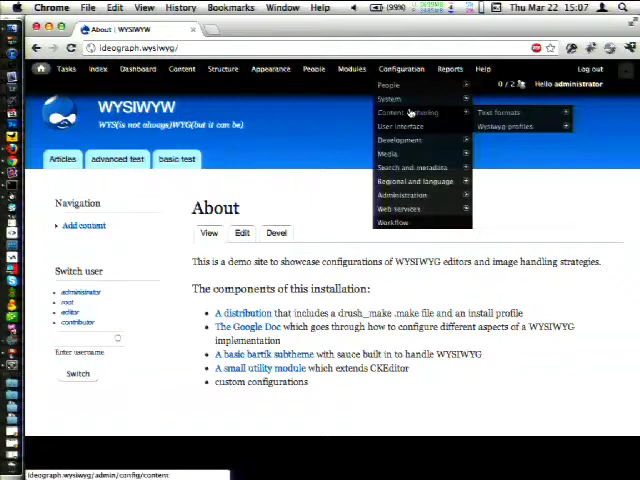 Chrome File Edit View History Bookmarks Window Help (99%) Thu Mar 22 15:07
About | WYSIWYG
ideograph.wysiwyg/
Tasks Index Dashboard Content Structure Appearance People Modules Configuration Reports Help Log out
0 / 2 Hello administrator
People
System
Content authoring
User interface
Development
Media
Search and metadata
Regional and language
Administration
Web services
Workflow
Text formats
Wysiwyg profiles
WYSIWYW
WYS(is not always)WYG(but it can be)
Articles advanced test basic test
Navigation
Add content
Switch user
administrator
root
editor
contributor
Enter username
Switch
About
View Edit Devel
This is a demo site to showcase configurations of WYSIWYG editors and image handling strategies.
The components of this installation:
A distribution that includes a drush_make .make file and an install profile
The Google Doc which goes through how to configure different aspects of a WYSIWYG
implementation
A basic bartik subtheme with sauce built in to handle WYSIWYG
A small utility module which extends CKEditor
custom configurations
ideograph.wysiwyg/admin/config/content